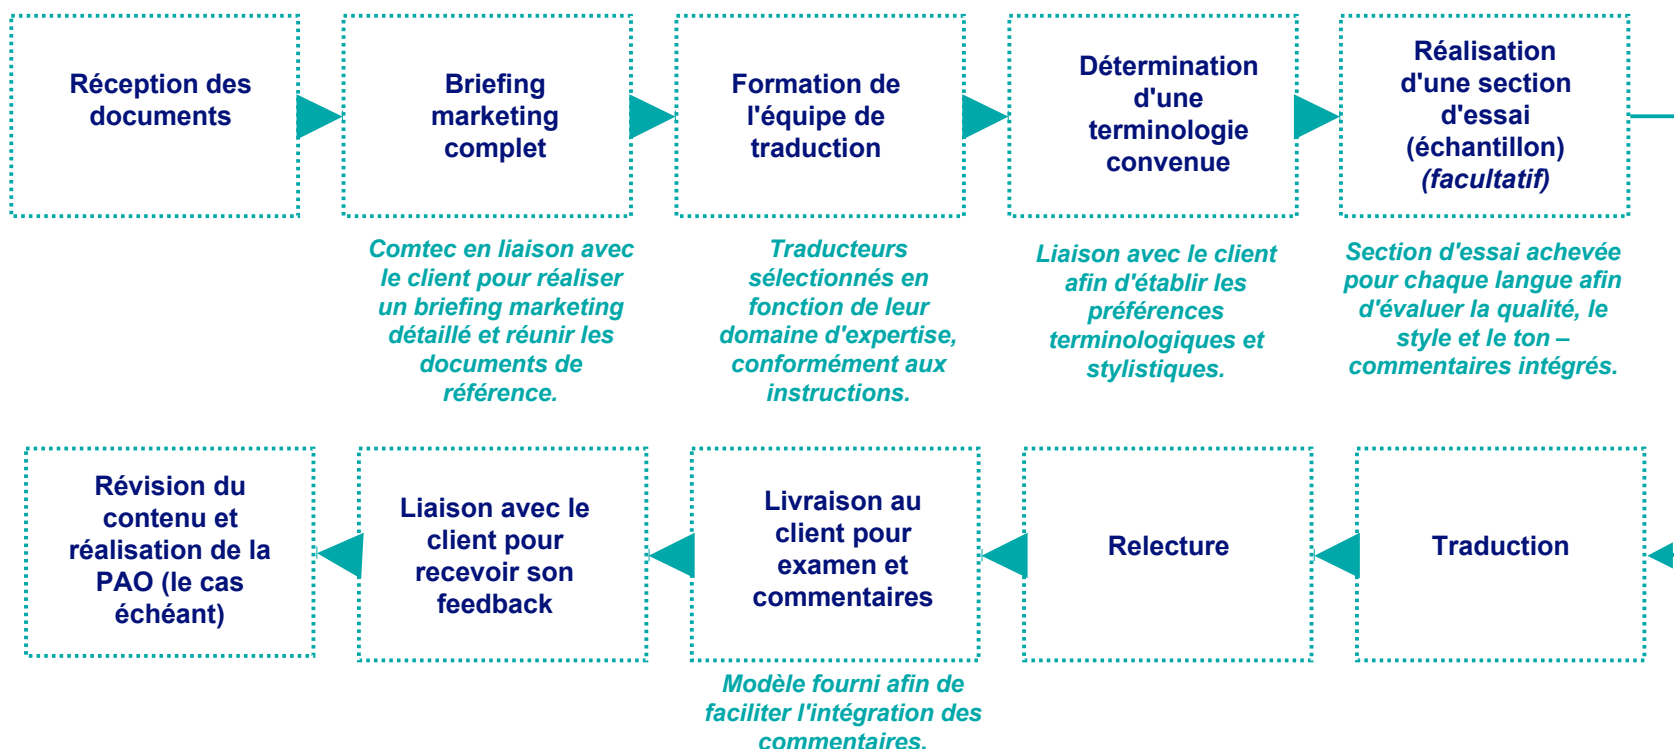 Réception des
documents
Briefing
marketing
complet
Formation de
l'équipe de
traduction
Détermination
d'une
terminologie
convenue
Réalisation
d'une section
d'essai
(échantillon)
(facultatif)
Comtec en liaison avec
le client pour réaliser
un briefing marketing
détaillé et réunir les
documents de
référence.
Traducteurs
sélectionnés en
fonction de leur
domaine d'expertise,
conformément aux
instructions.
Liaison avec le client
afin d'établir les
préférences
terminologiques et
stylistiques.
Section d'essai achevée
pour chaque langue afin
d'évaluer la qualité, le
style et le ton –
commentaires intégrés.
Révision du
contenu et
réalisation de la
PAO (le cas
échéant)
Liaison avec le
client pour
recevoir son
feedback
Livraison au
client pour
examen et
commentaires
Relecture
Traduction
Modèle fourni afin de
faciliter l'intégration des
commentaires.